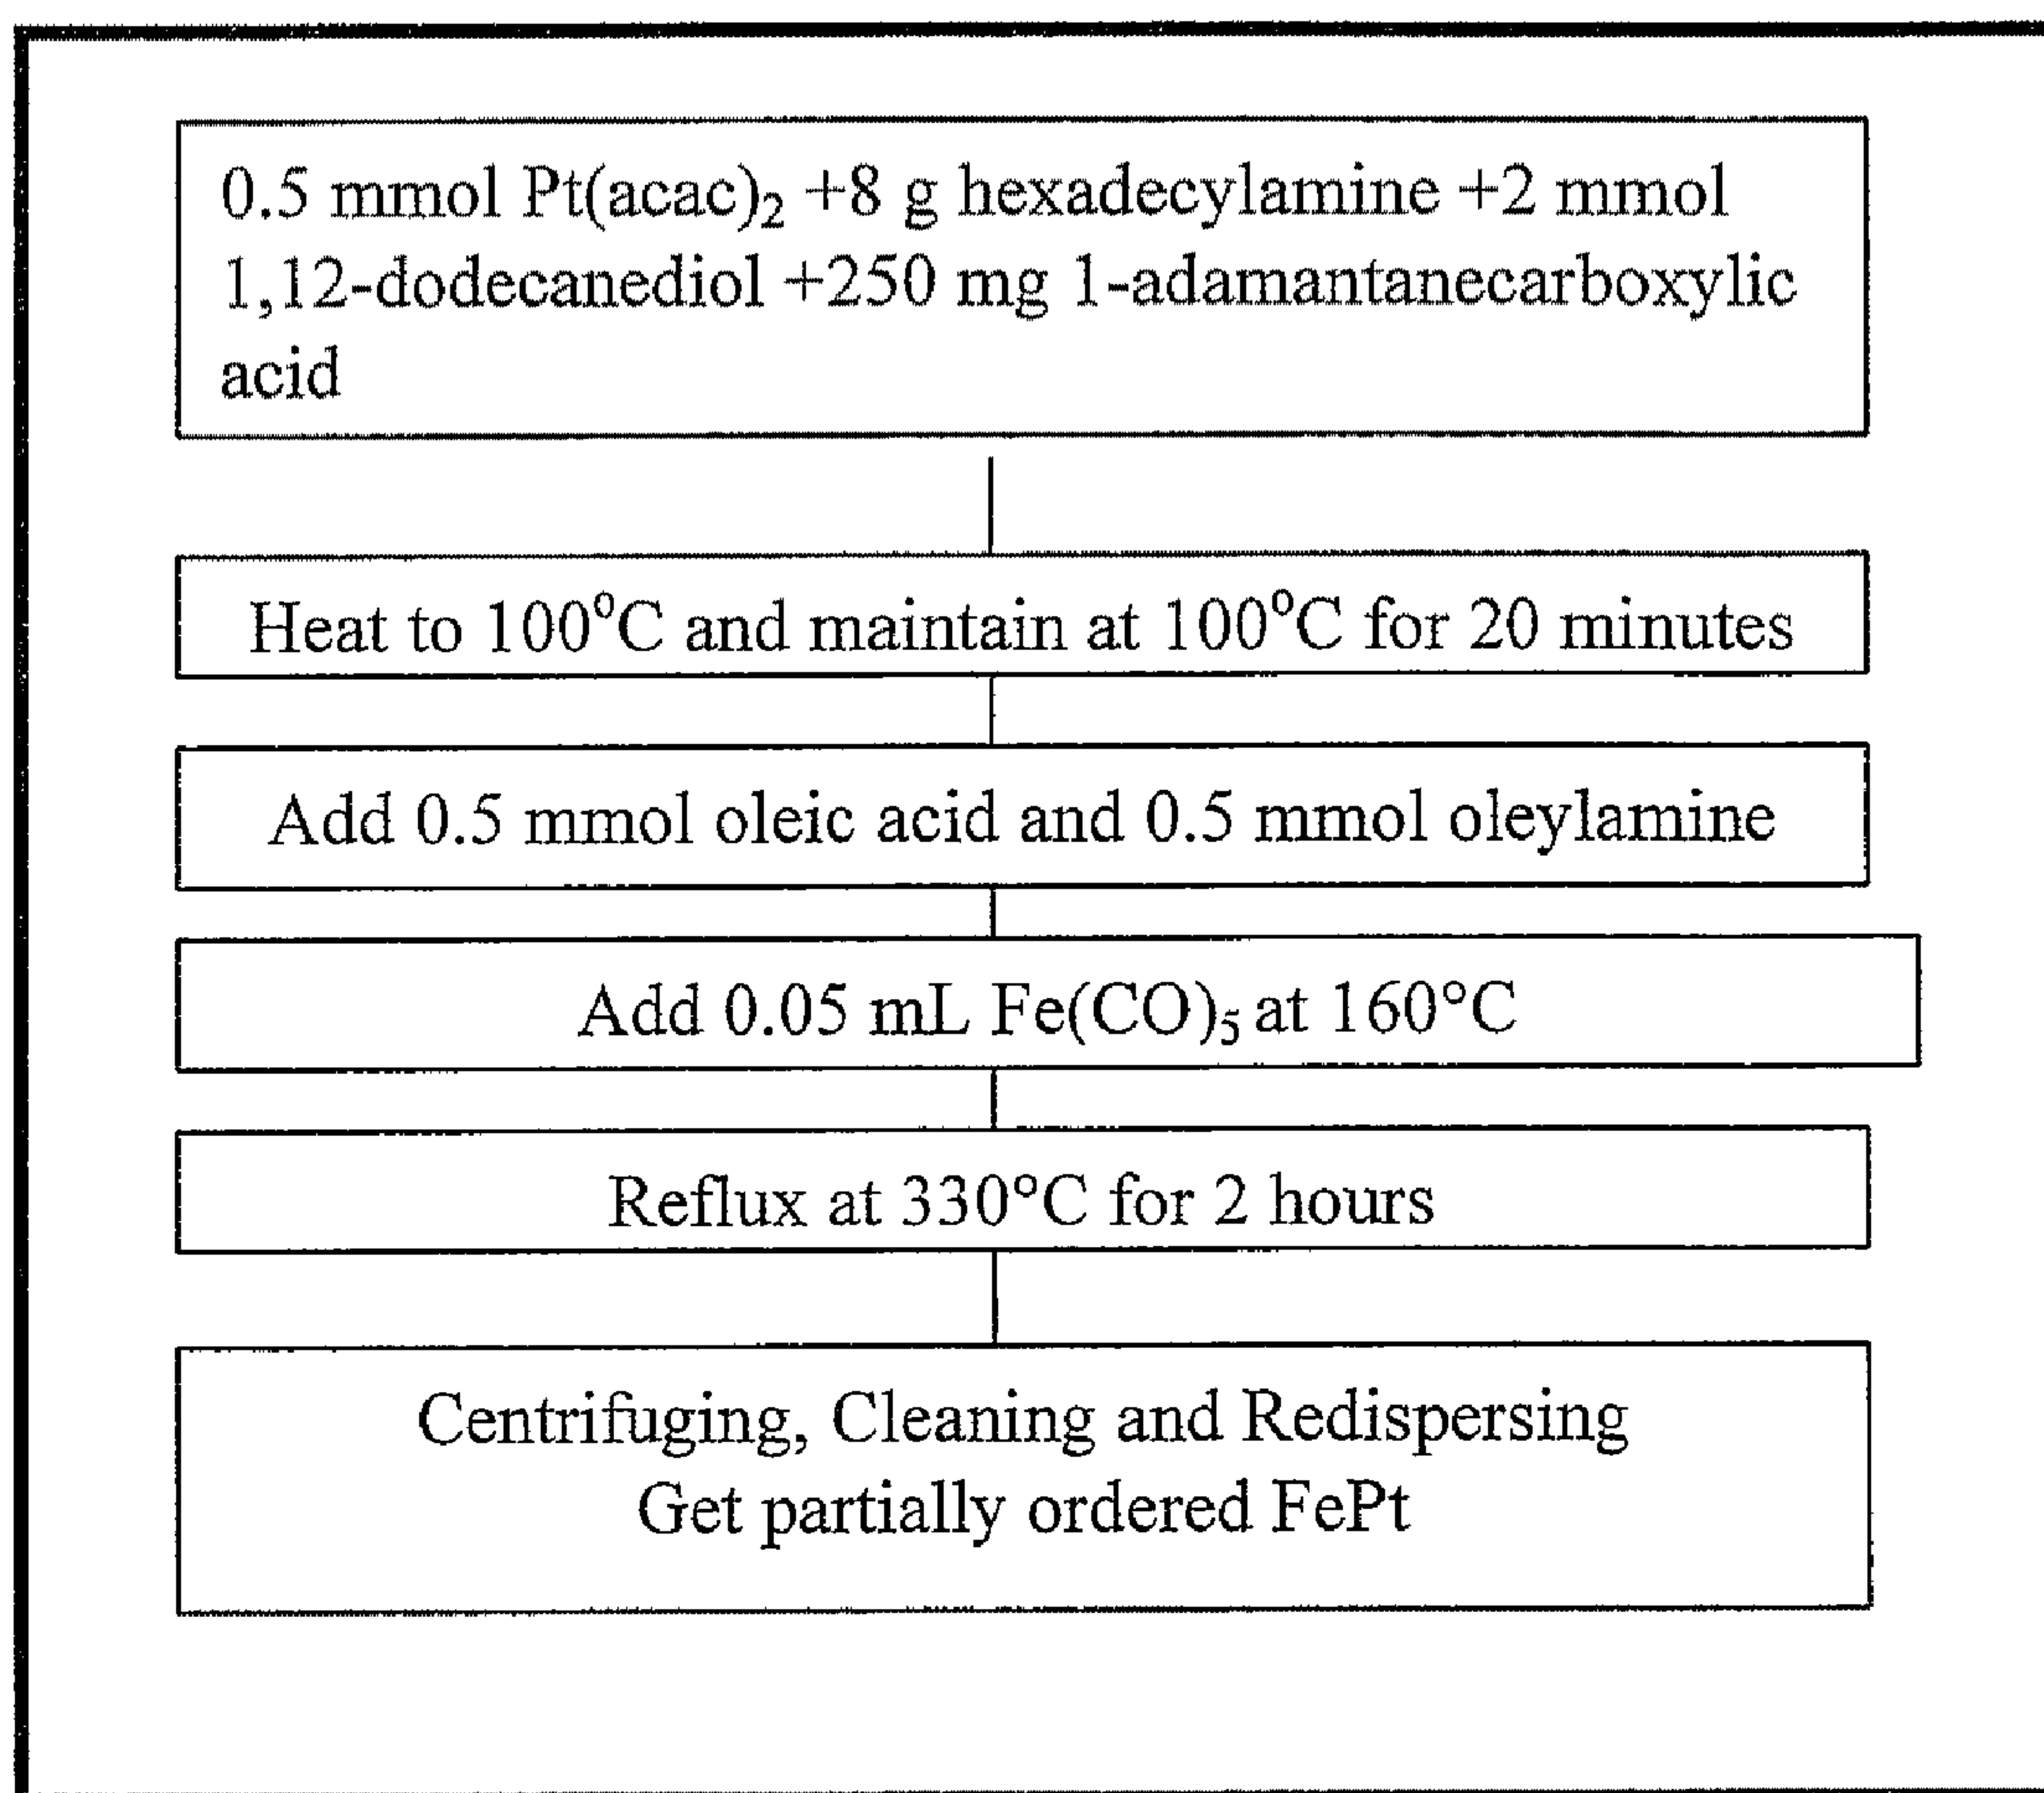 0.5 mmol Pt(acac)₂ +8 g hexadecylamine +2 mmol
1,12-dodecanediol +250 mg 1-adamantanecarboxylic
acid
Heat to 100⁰C and maintain at 100⁰C for 20 minutes
Add 0.5 mmol oleic acid and 0.5 mmol oleylamine
Add 0.05 mL Fe(CO)₅ at 160°C
Reflux at 330°C for 2 hours
Centrifuging, Cleaning and Redispersing
Get partially ordered FePt